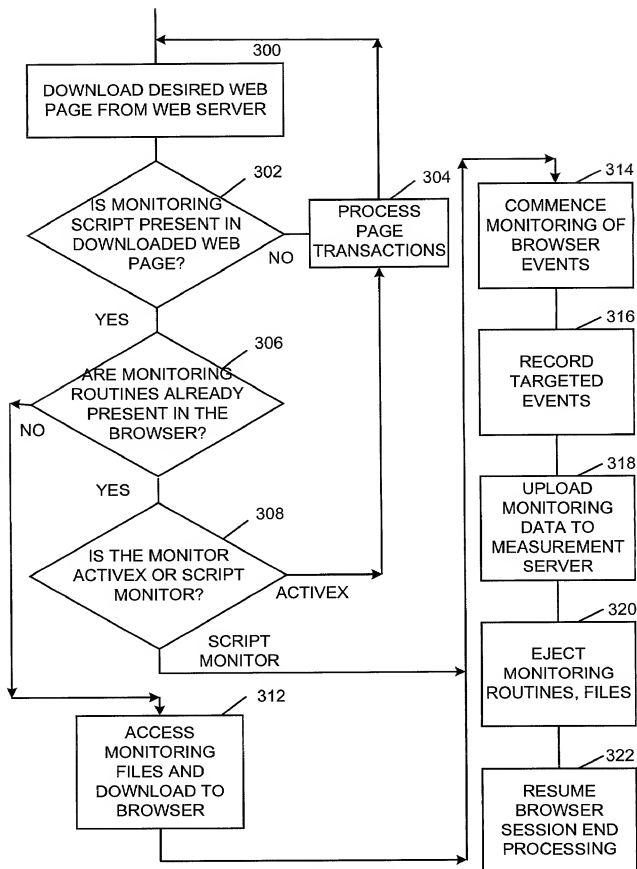 300
DOWNLOAD DESIRED WEB
PAGE FROM WEB SERVER
302
IS MONITORING
SCRIPT PRESENT IN
DOWNLOADED WEB
PAGE?
NO
304
PROCESS
PAGE
TRANSACTIONS
YES
306
ARE MONITORING
ROUTINES ALREADY
PRESENT IN THE
BROWSER?
NO
YES
308
IS THE MONITOR
ACTIVEX OR SCRIPT
MONITOR?
ACTIVEX
SCRIPT
MONITOR
312
ACCESS
MONITORING
FILES AND
DOWNLOAD TO
BROWSER
314
COMMENCE
MONITORING OF
BROWSER
EVENTS
316
RECORD
TARGETED
EVENTS
318
UPLOAD
MONITORING
DATA TO
MEASUREMENT
SERVER
320
EJECT
MONITORING
ROUTINES, FILES
322
RESUME
BROWSER
SESSION END
PROCESSING